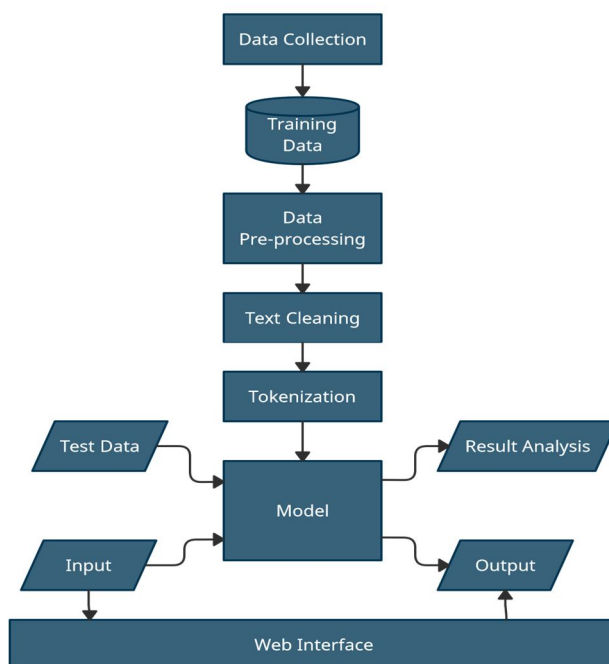 Data Collection
Training
Data
Data
Pre-processing
Text Cleaning
Tokenization
Test Data
Result Analysis
Model
Input
Output
Web Interface